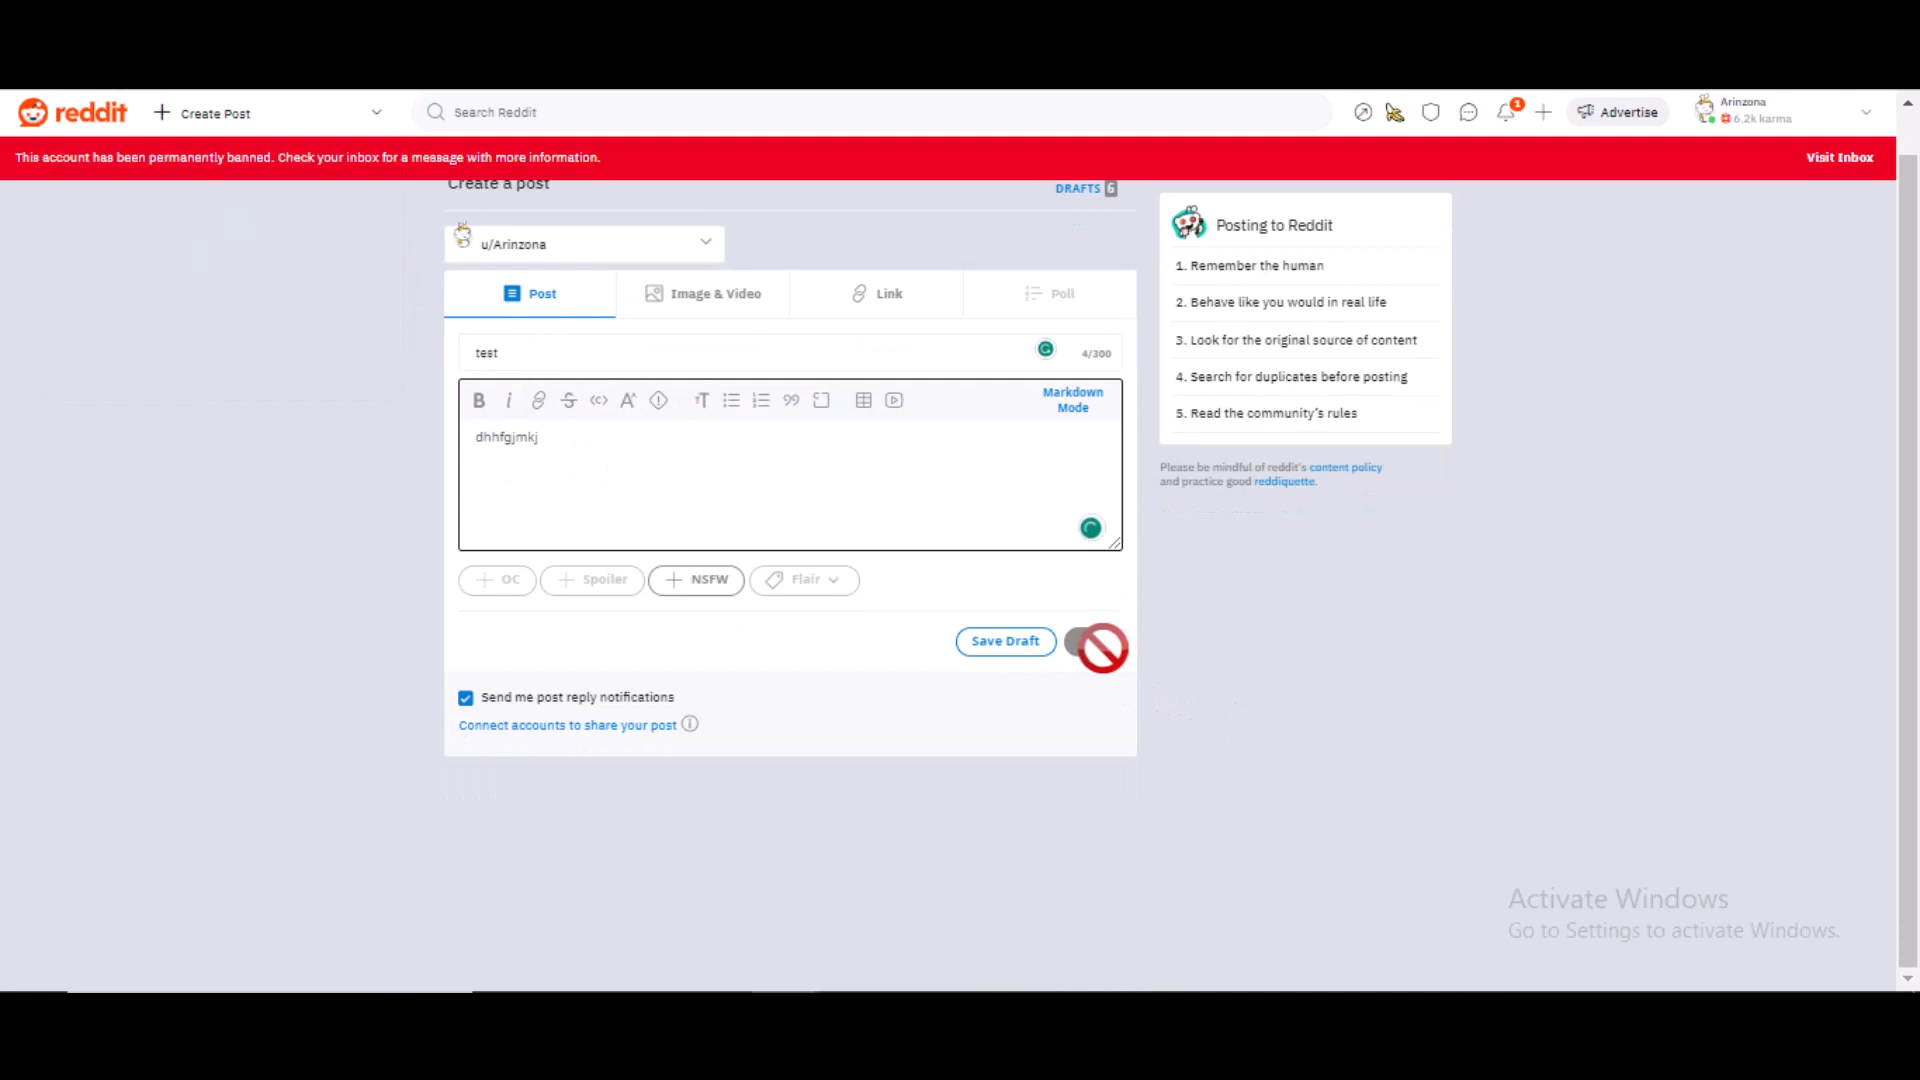 reddit
Create Post
Search Reddit
1
Advertise
Arinzona
6.2k karma
This account has been permanently banned. Check your inbox for a message with more information.
Visit Inbox
Create a post
DRAFTS 6
u/Arinzona
Post
Image & Video
Link
Poll
test
4/300
Markdown
Mode
dhhfgjmkj
OC
Spoiler
NSFW
Flair
Save Draft
Send me post reply notifications
Connect accounts to share your post
Posting to Reddit
1. Remember the human
2. Behave like you would in real life
3. Look for the original source of content
4. Search for duplicates before posting
5. Read the community's rules
Please be mindful of reddit's content policy
and practice good reddiquette.
Activate Windows
Go to Settings to activate Windows.